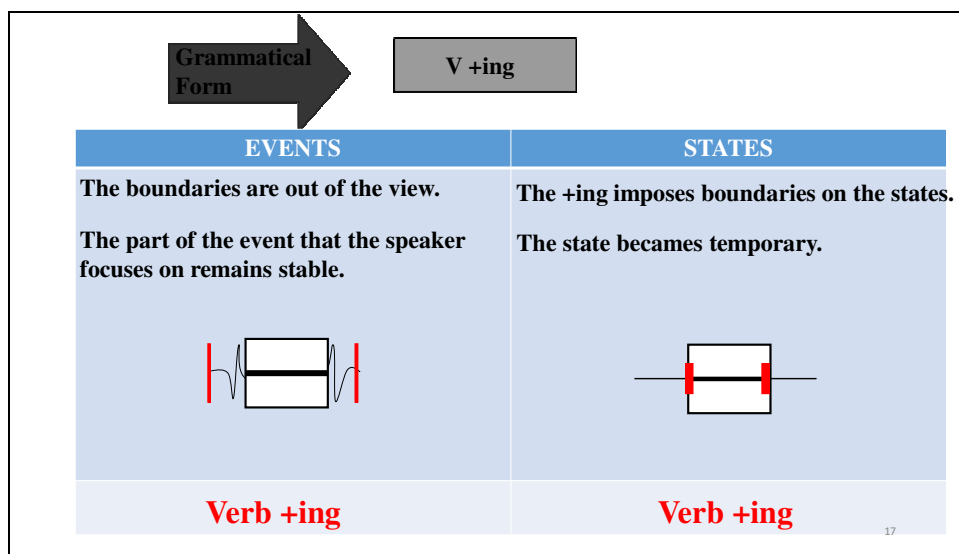 Grammatical
Form
V +ing
EVENTS
STATES
The boundaries are out of the view.
The part of the event that the speaker
focuses on remains stable.
The +ing imposes boundaries on the states.
The state becames temporary.
Verb +ing
Verb +ing
17